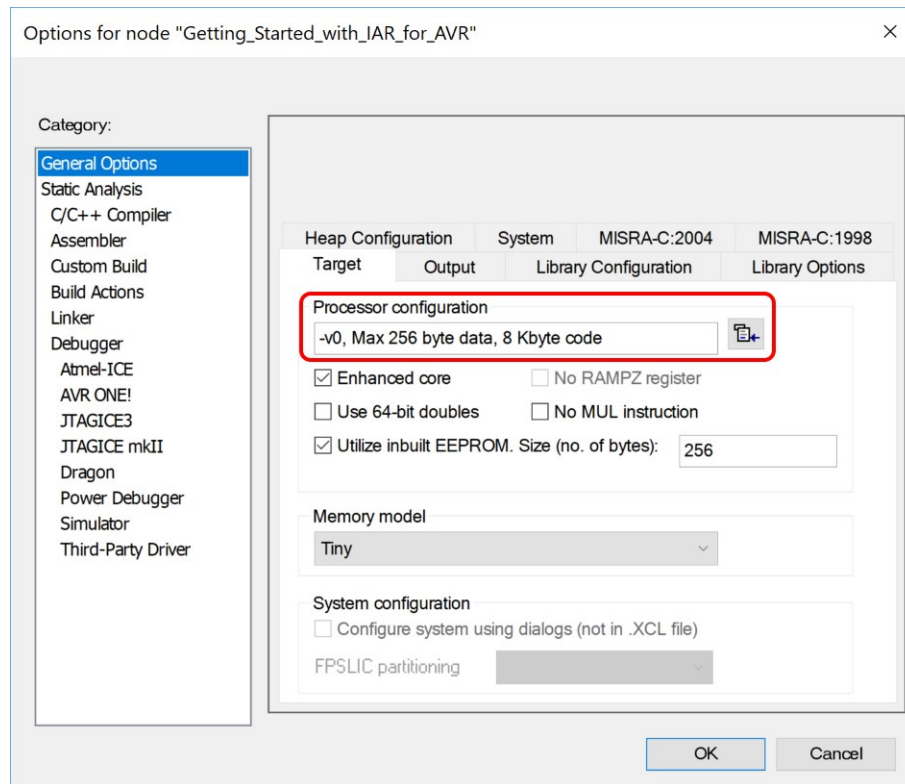 Options for node "Getting_Started_with_IAR_for_AVR"
Category:
General Options
Static Analysis
C/C++ Compiler
Assembler
Custom Build
Build Actions
Linker
Debugger
Atmel-ICE
AVR ONE!
JTAGICE3
JTAGICE mkII
Dragon
Power Debugger
Simulator
Third-Party Driver
Heap Configuration System MISRA-C:2004 MISRA-C:1998
Target Output Library Configuration Library Options
Processor configuration
-v0, Max 256 byte data, 8 Kbyte code
Enhanced core No RAMPZ register
Use 64-bit doubles No MUL instruction
Utilize inbuilt EEPROM. Size (no. of bytes): 256
Memory model
Tiny
System configuration
Configure system using dialogs (not in .XCL file)
FPSLIC partitioning
OK Cancel